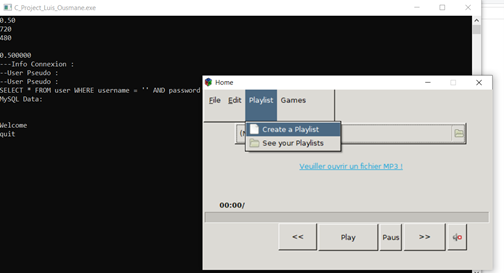 C_Project_Luis_Ousmane.exe
0.50
720
480
0.500000
---Info Connexion :
--User Pseudo :
--User Pseudo :
SELECT * FROM user WHERE username = '' AND password
MySQL Data:
Welcome
quit
Home
File Edit Playlist Games
Create a Playlist
See your Playlists
Veuiller ouvrir un fichier MP3 !
00:00/
<< Play Paus >>